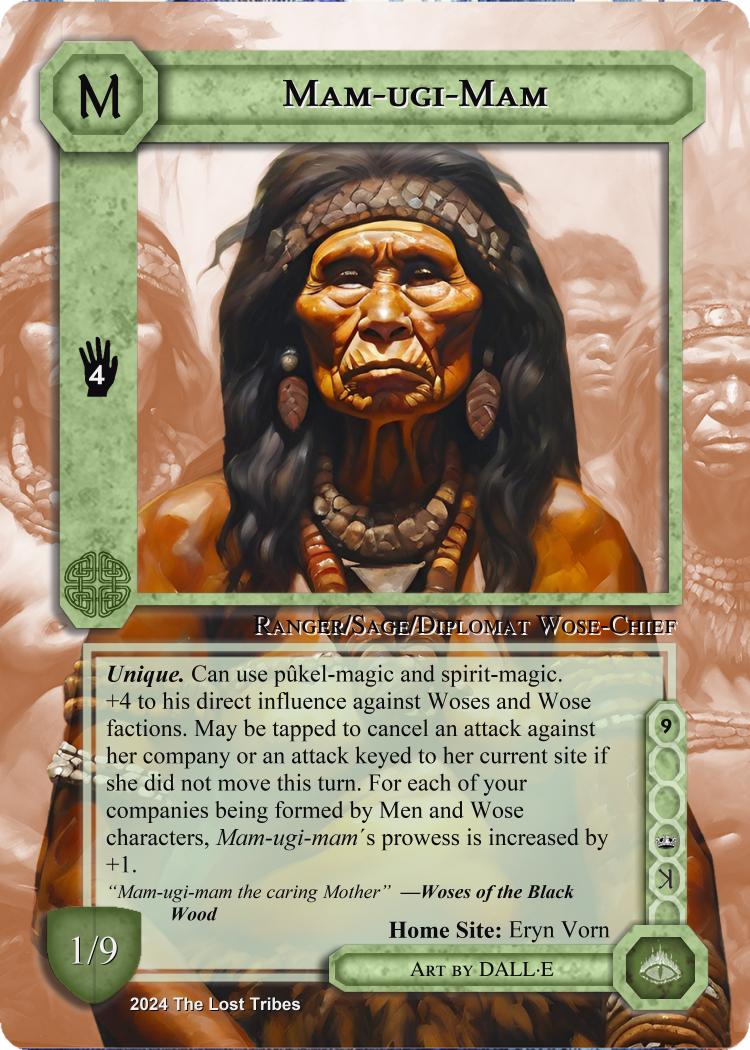 M
Mam-ugi-Mam
4
Ranger/Sage/Diplomat Wose-Chief
Unique. Can use pûkel-magic and spirit-magic.
+4 to his direct influence against Woses and Wose
factions. May be tapped to cancel an attack against
her company or an attack keyed to her current site if
she did not move this turn. For each of your
companies being formed by Men and Wose
characters, Mam-ugi-mam´s prowess is increased by
+1.
“Mam-ugi-mam the caring Mother” —Woses of the Black
Wood
Home Site: Eryn Vorn
9
1/9
Art by DALL·E
2024 The Lost Tribes